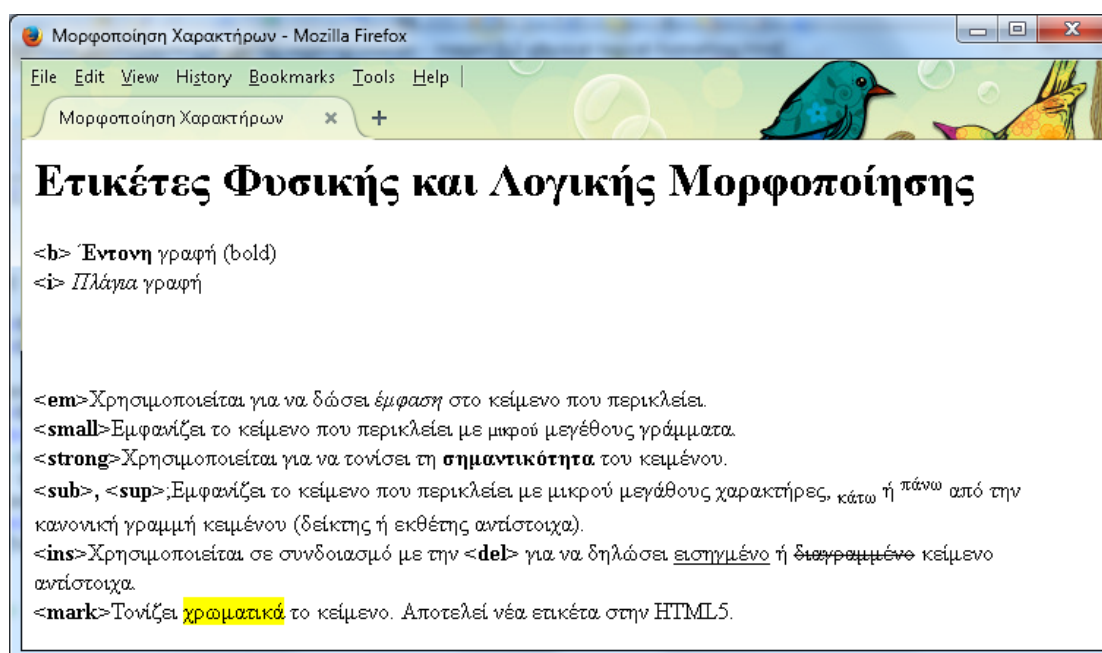 Μορφοποίηση Χαρακτήρων - Mozilla Firefox
File Edit View History Bookmarks Tools Help
Μορφοποίηση Χαρακτήρων × +
Ετικέτες Φυσικής και Λογικής Μορφοποίησης
<b> Έντονη γραφή (bold)
<i> Πλάγια γραφή
<em>Χρησιμοποιείται για να δώσει έμφαση στο κείμενο που περικλείει.
<small>Εμφανίζει το κείμενο που περικλείει με μικρού μεγέθους γράμματα.
<strong>Χρησιμοποιείται για να τονίσει τη σημαντικότητα του κειμένου.
<sub>, <sup>;Εμφανίζει το κείμενο που περικλείει με μικρού μεγάθους χαρακτήρες, κάτω ή πάνω από την
κανονική γραμμή κειμένου (δείκτης ή εκθέτης αντίστοιχα).
<ins>Χρησιμοποιείται σε συνδοιασμό με την <del> για να δηλώσει εισηγμένο ή διαγραμμένο κείμενο
αντίστοιχα.
<mark>Τονίζει χρωματικά το κείμενο. Αποτελεί νέα ετικέτα στην HTML5.